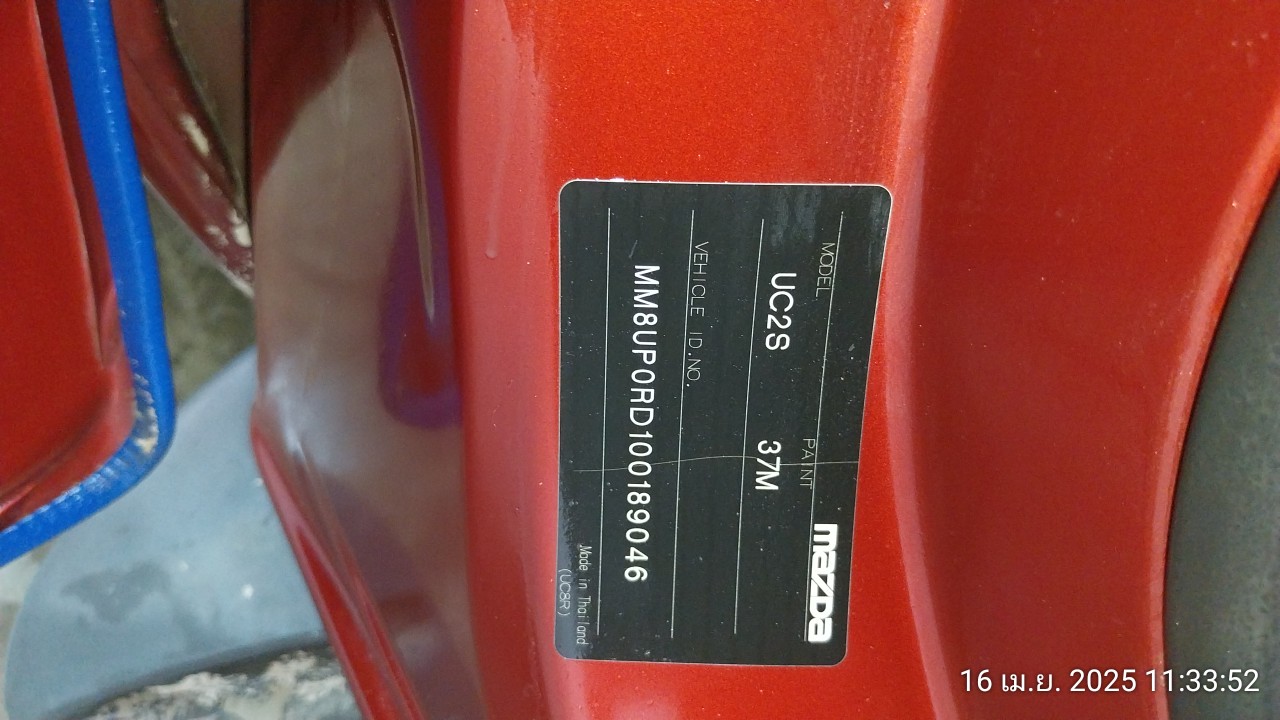 mazda
MODEL PAINT
UC2S 37M
VEHICLE ID.NO.
MM8UP0RD100189046
Made in Thailand
(UC8R)
16 เม.ย. 2025 11:33:52